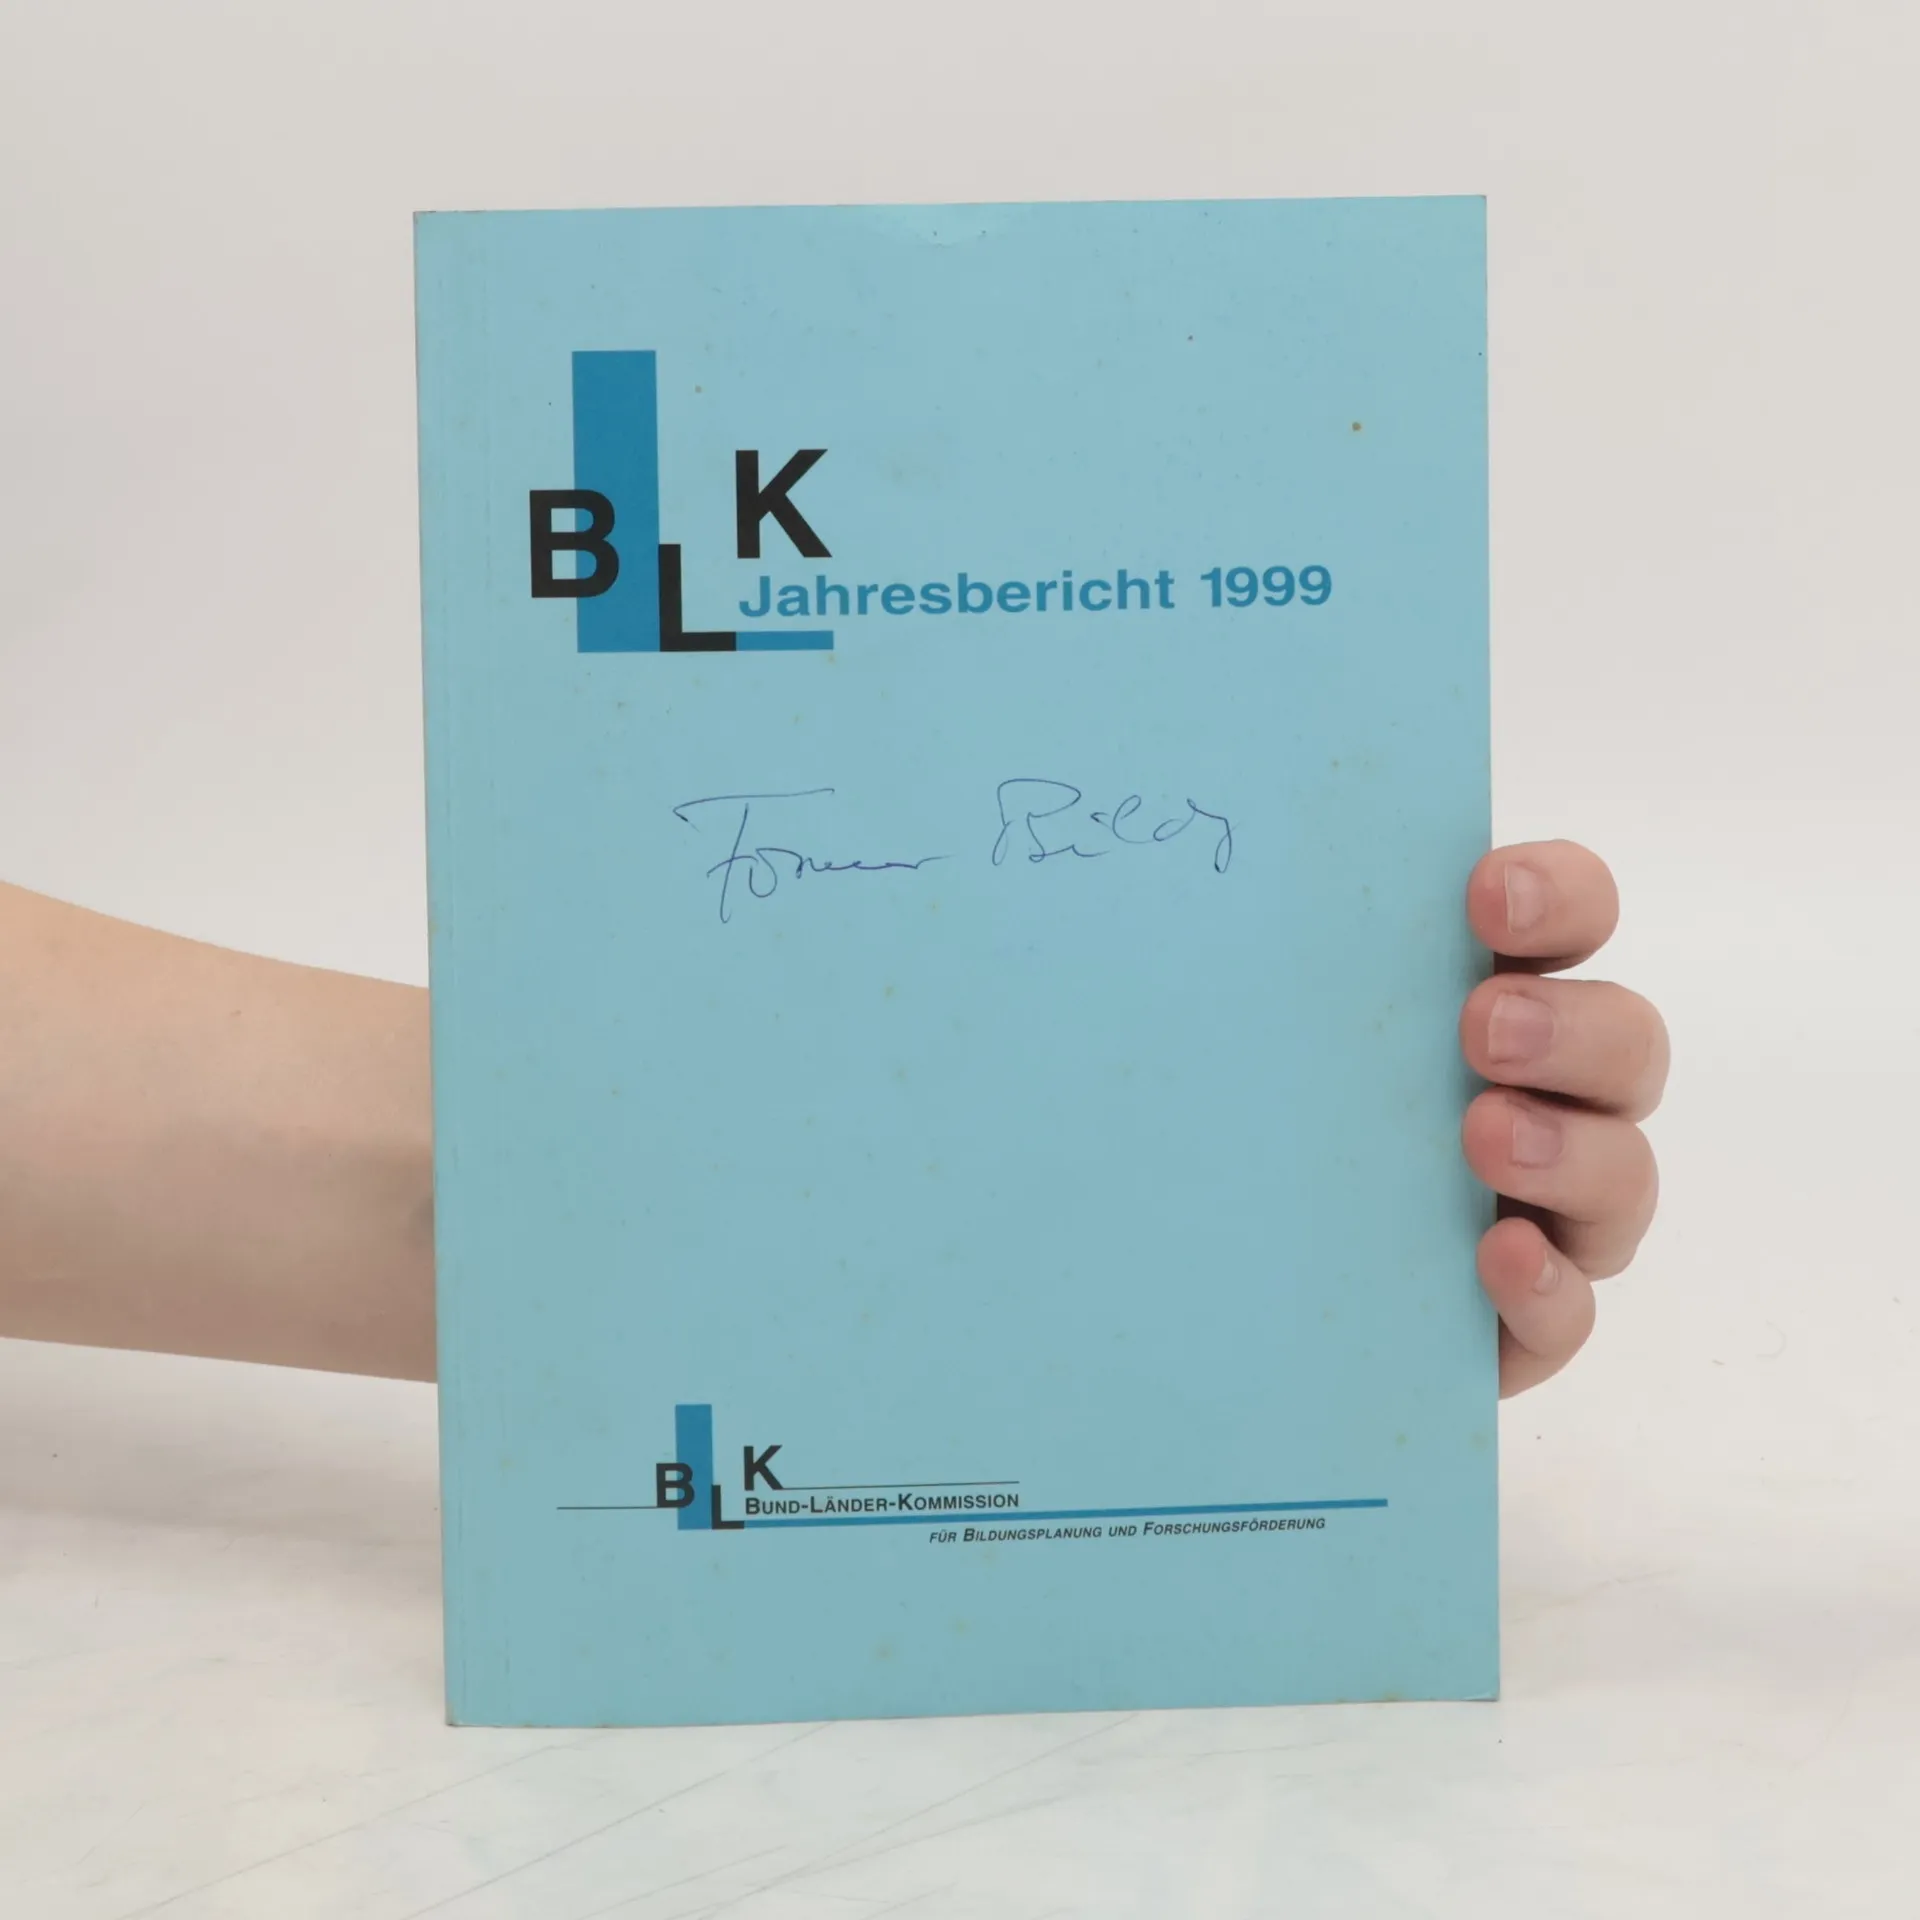 BLK
Jahresbericht 1999
BLK
BUND-LÄNDER-KOMMISSION
FÜR BILDUNGSPLANUNG UND FORSCHUNGSFÖRDERUNG